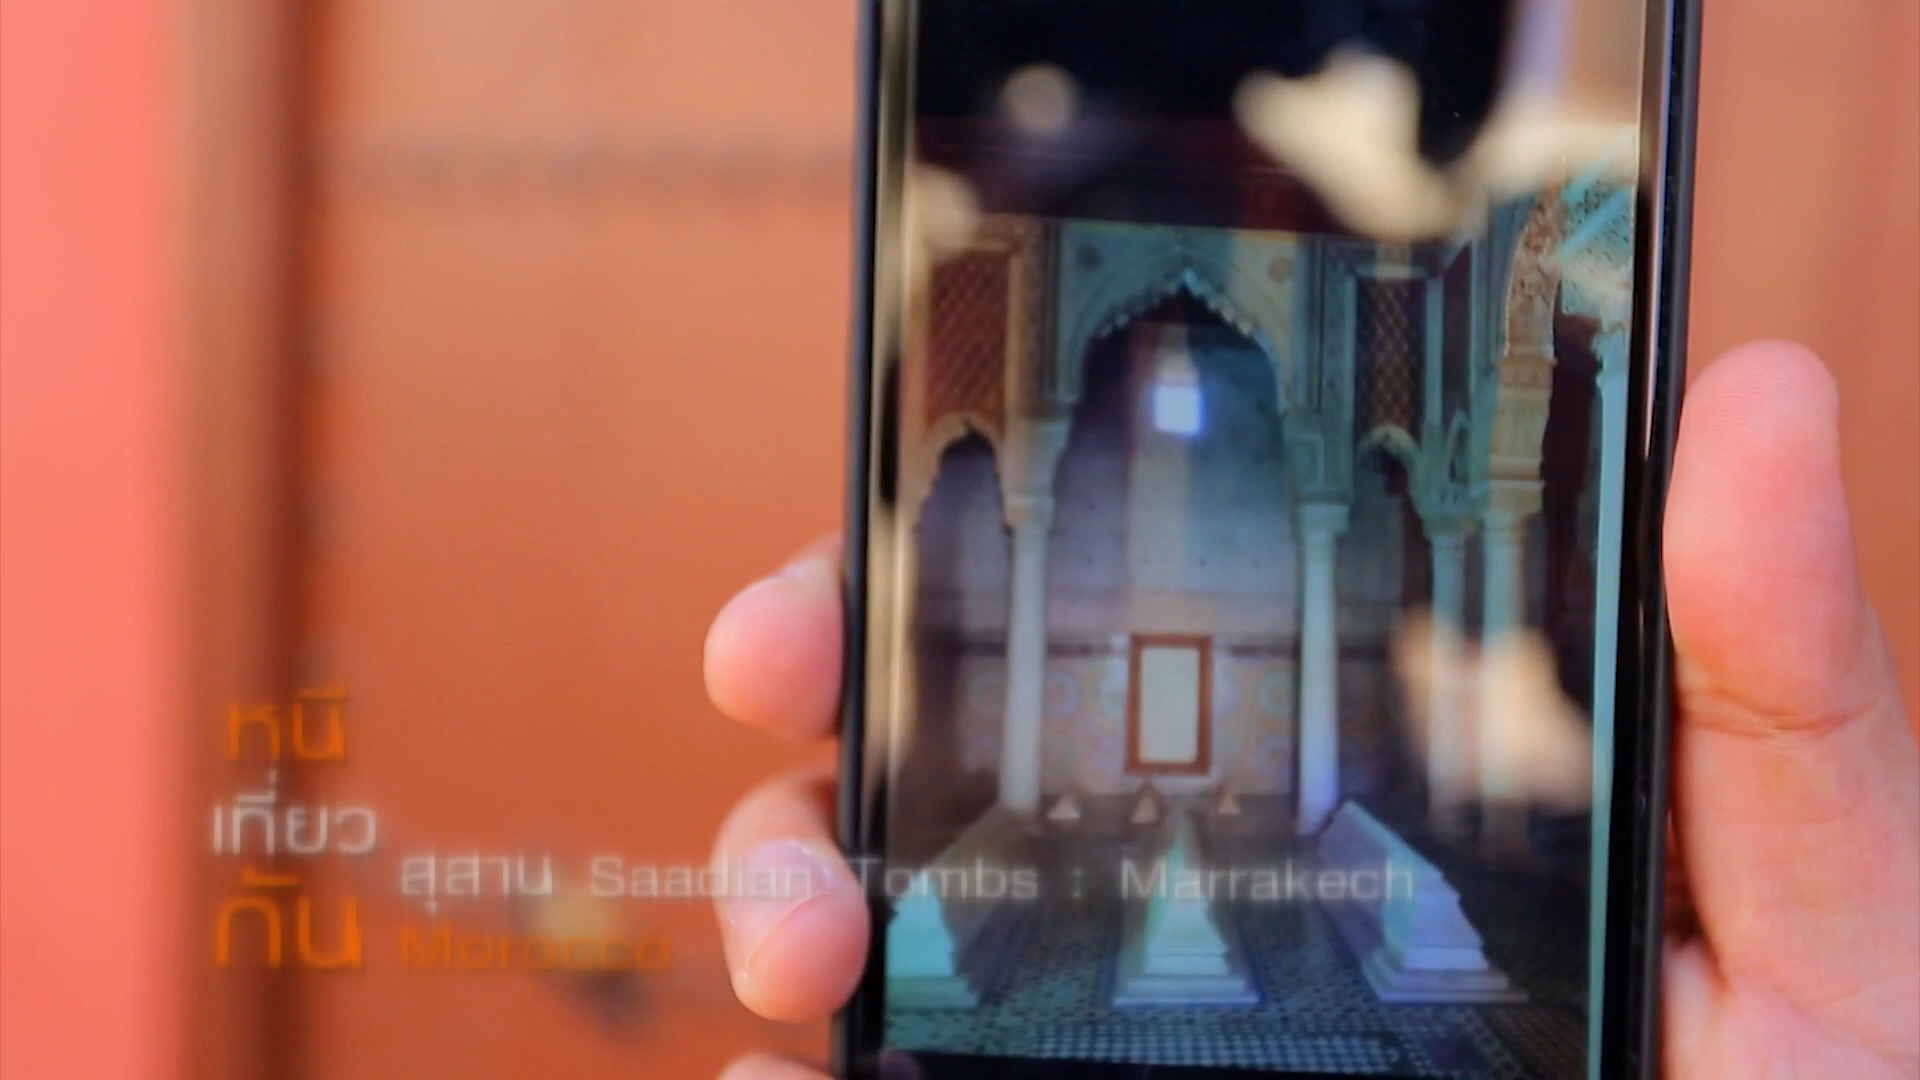 หนี
เที่ยว
กัน
สุสาน Saadian Tombs : Marrakech
Morocco